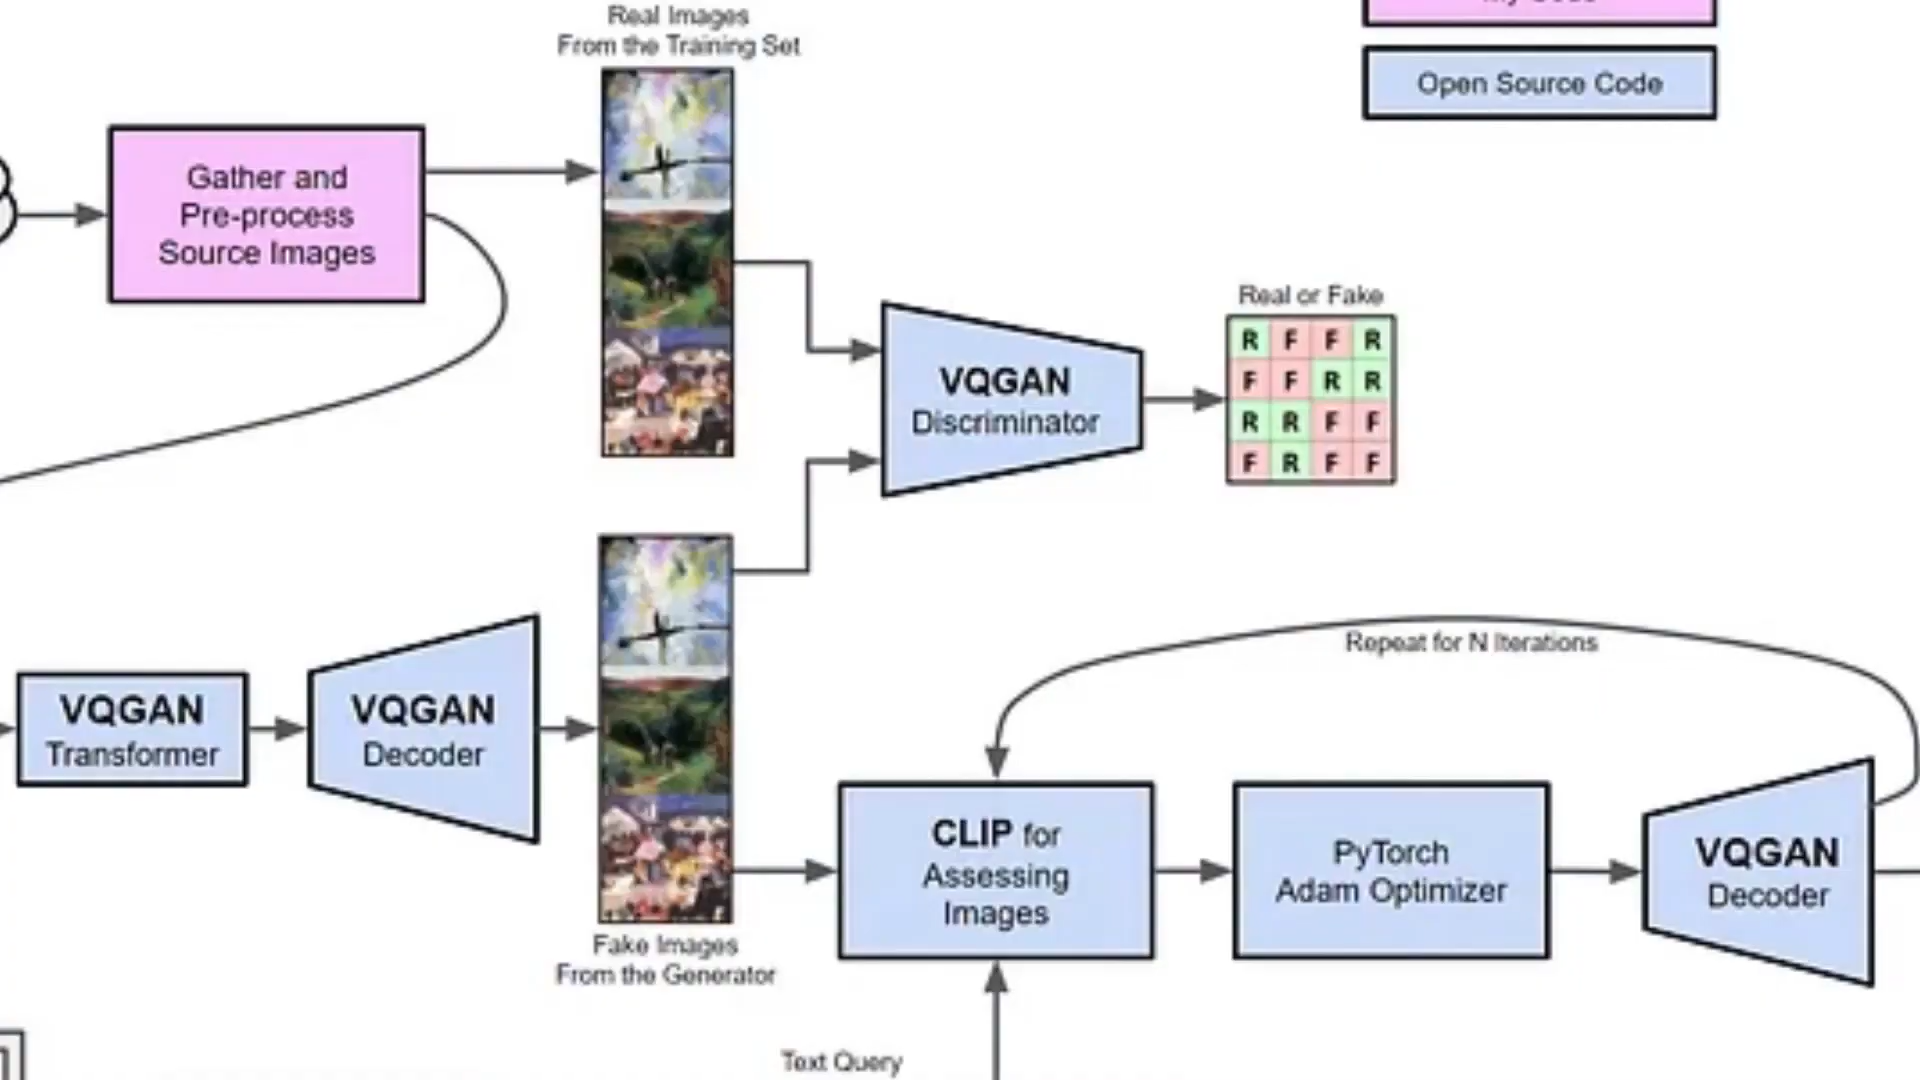 Real Images
From the Training Set
Open Source Code
Gather and
Pre-process
Source Images
VQGAN
Discriminator
Real or Fake
R F F R
F F R R
R R F F
F R F F
Repeat for N Iterations
VQGAN
Transformer
VQGAN
Decoder
CLIP for
Assessing
Images
PyTorch
Adam Optimizer
VQGAN
Decoder
Fake Images
From the Generator
Text Query